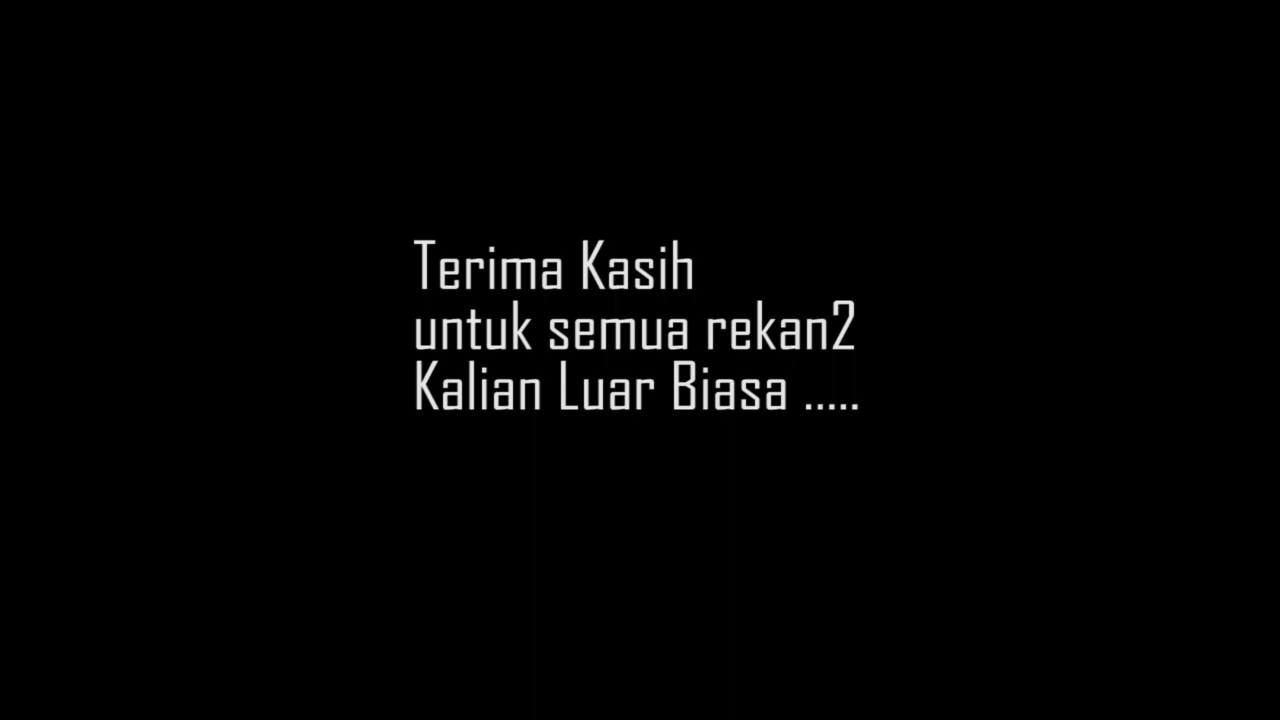 Terima Kasih
untuk semua rekan2
Kalian Luar Biasa .....